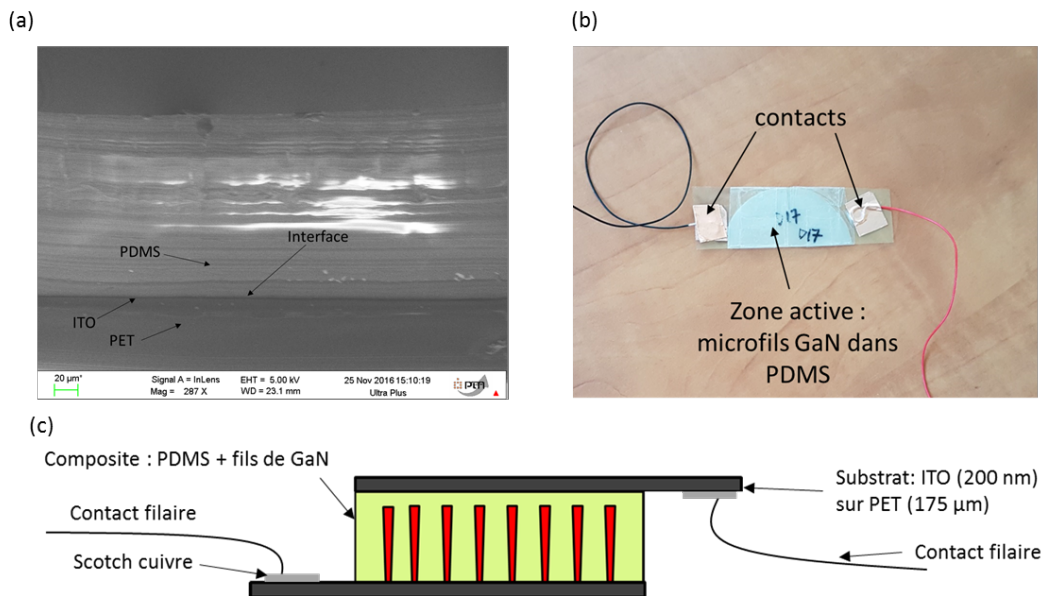 (a)
PDMS
Interface
ITO
PET
20 µm*
Signal A = InLens
Mag = 287 X
EHT = 5.00 kV
WD = 23.1 mm
25 Nov 2016 15:10:19
Ultra Plus
(b)
contacts
D17
D17
Zone active :
microfils GaN dans
PDMS
(c)
Composite : PDMS + fils de GaN
Contact filaire
Scotch cuivre
Substrat: ITO (200 nm)
sur PET (175 µm)
Contact filaire